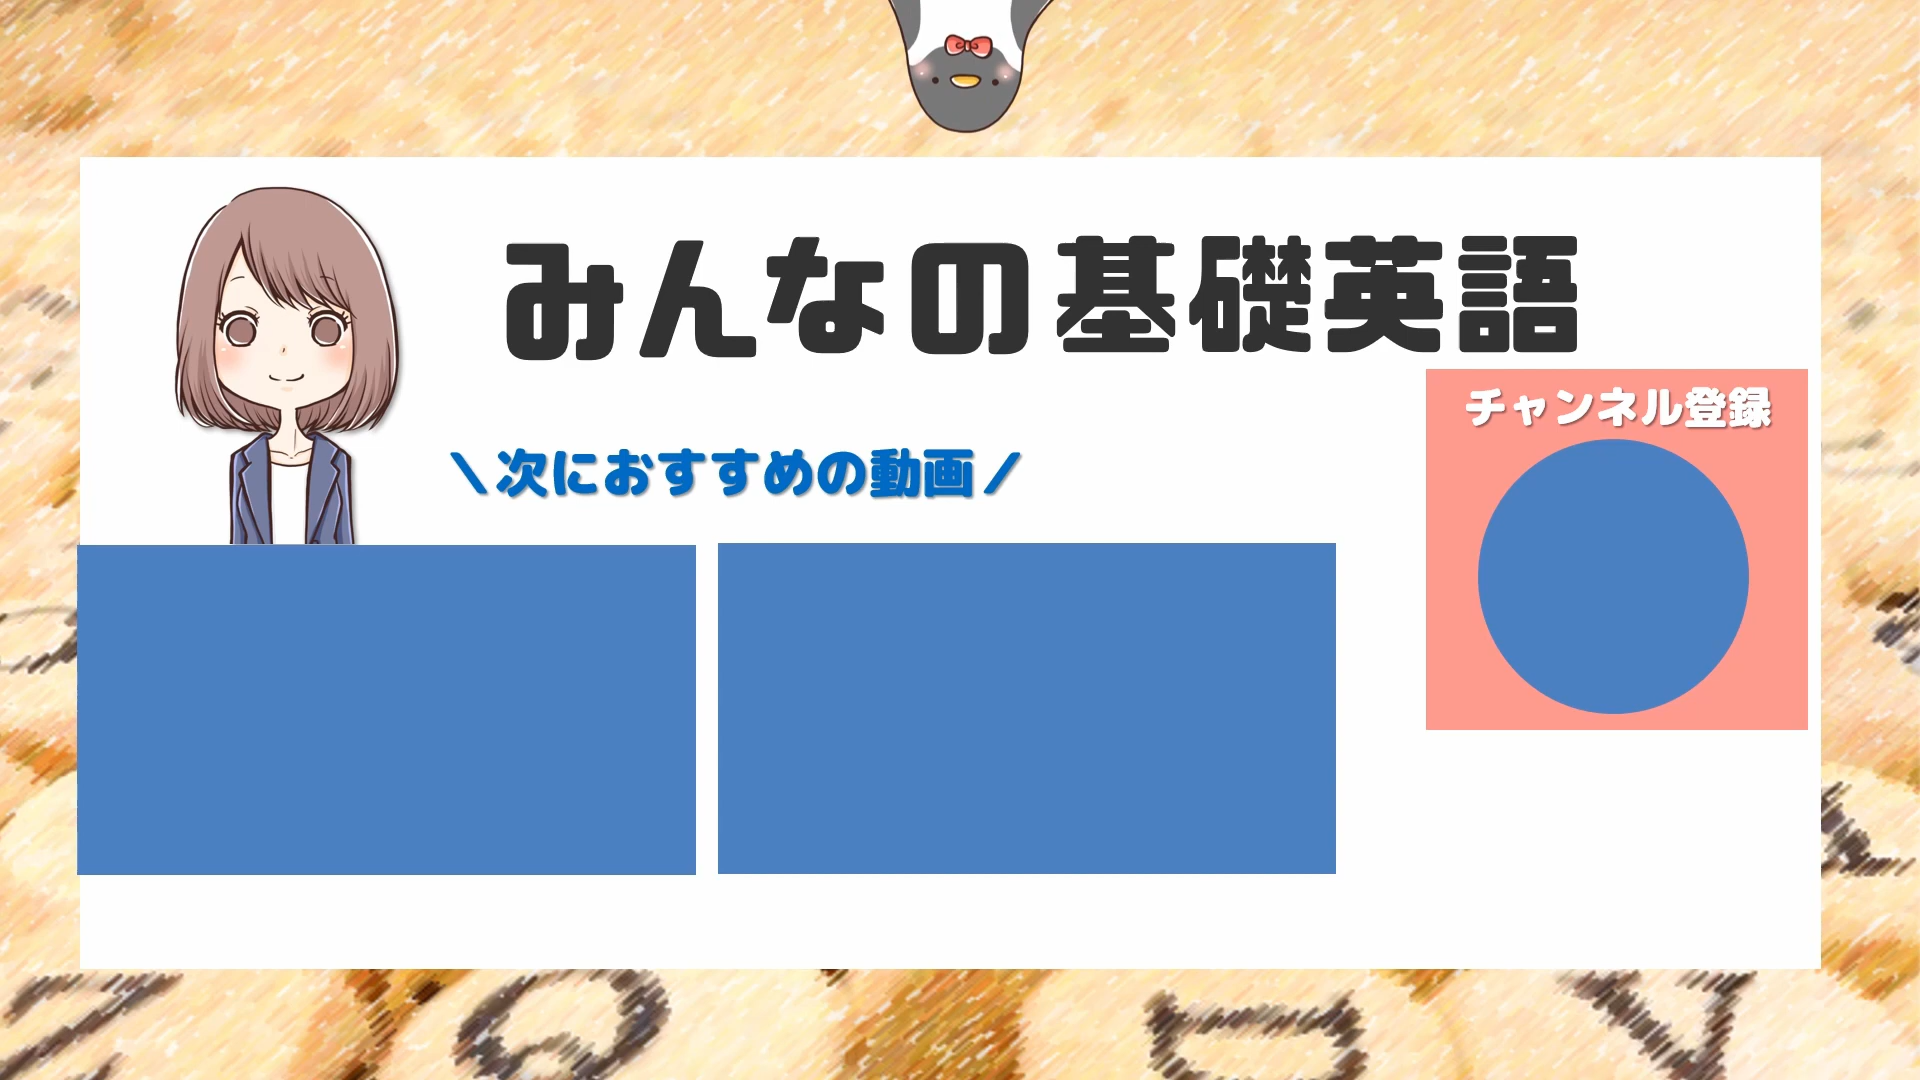 みんなの基礎英語
チャンネル登録
＼次におすすめの動画／
Q